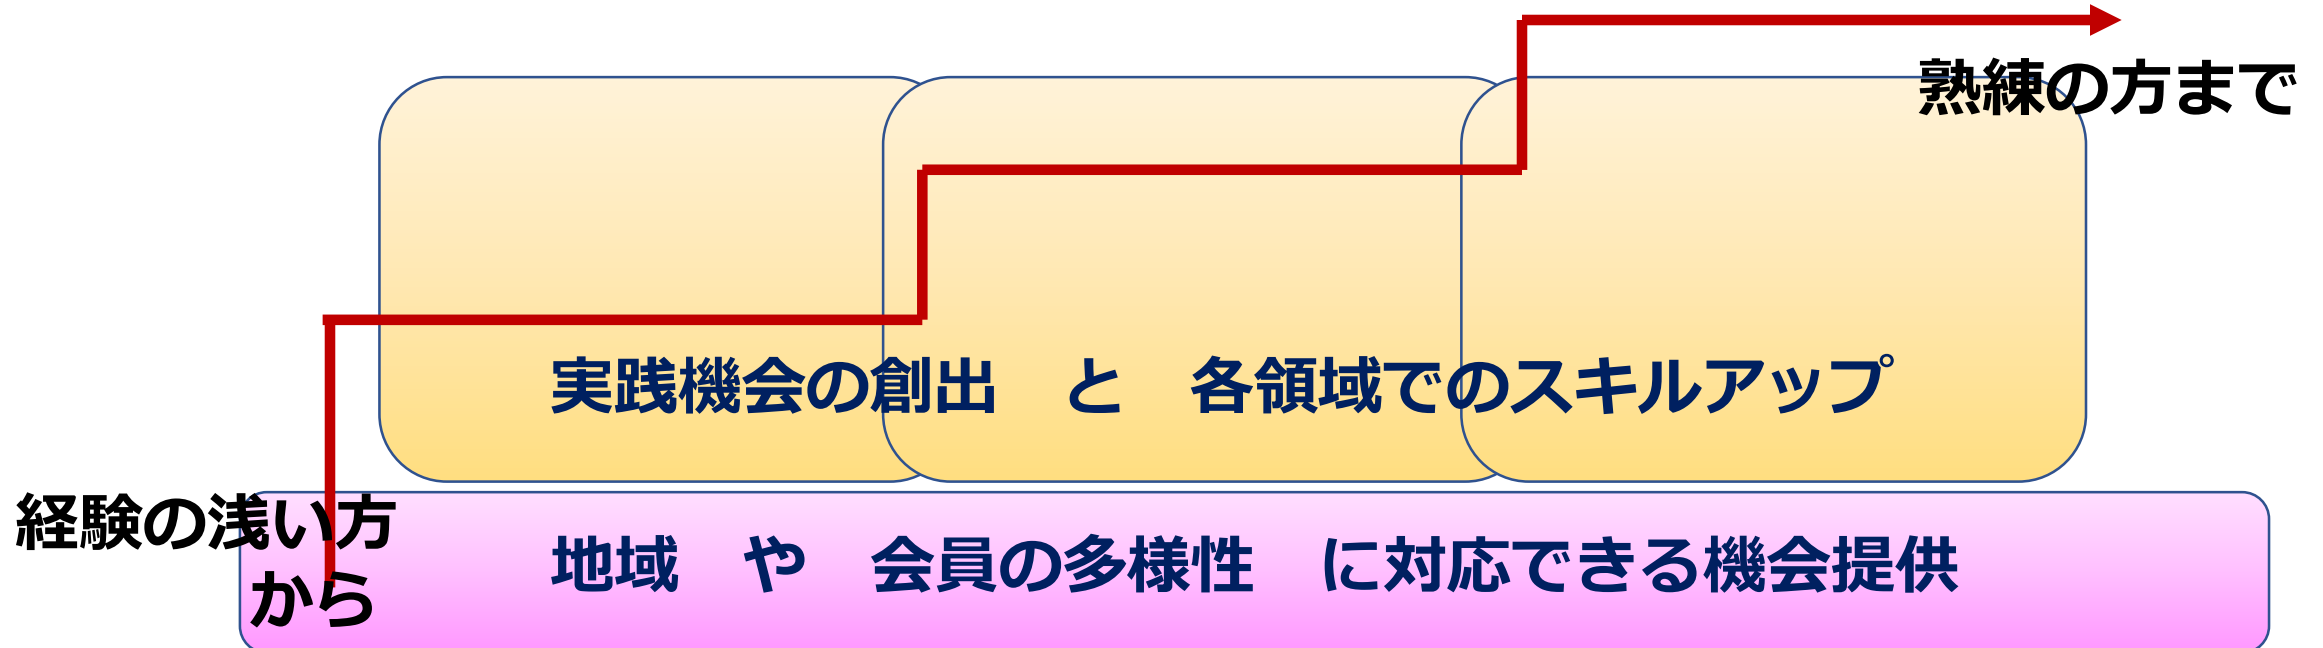 熟練の方まで
実践機会の創出　と　各領域でのスキルアップ
経験の浅い方
から
地域　や　会員の多様性　に対応できる機会提供